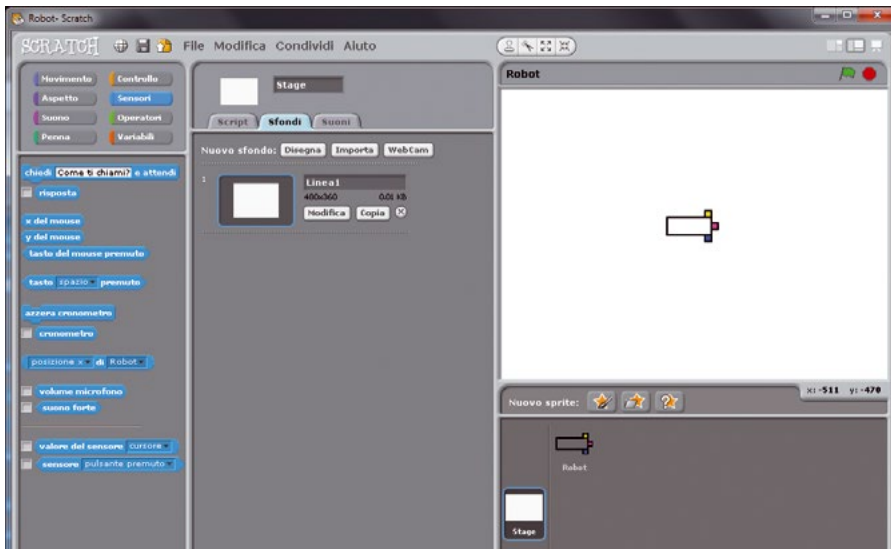 Robot- Scratch
SCRATCH File Modifica Condividi Aiuto
Movimento Controllo
Aspetto Sensori
Suono Operatori
Penna Variabili
chiedi Come ti chiami? e attendi
risposta
x del mouse
y del mouse
tasto del mouse premuto
tasto spazio premuto
azzera cronometro
cronometro
posizione x di Robot
volume microfono
suono forte
valore del sensore cursore
sensore pulsante premuto
Stage
Script Sfondi Suoni
Nuovo sfondo: Disegna Importa WebCam
1
Linea1
480x360 0.01 KB
Modifica Copia
Robot
x: -511 y: -470
Nuovo sprite:
Robot
Stage